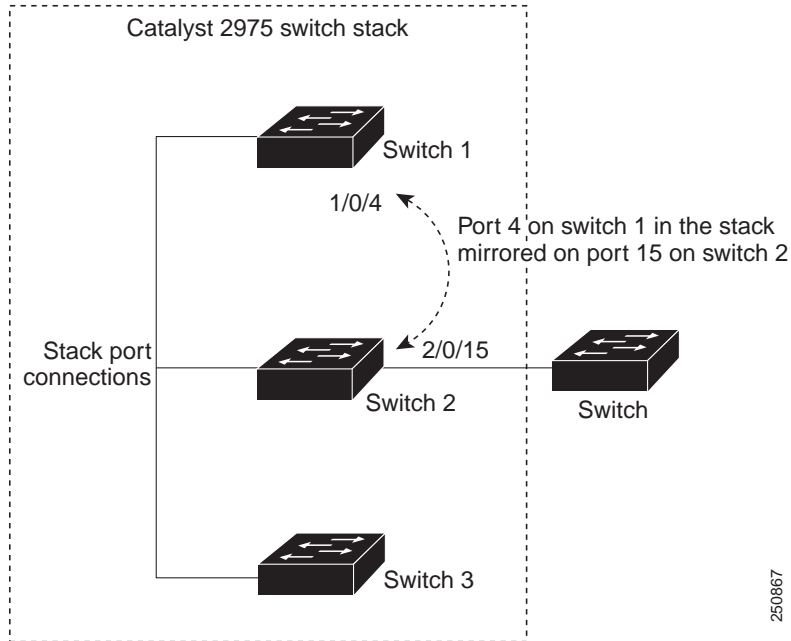 Catalyst 2975 switch stack
Switch 1
1/0/4
Port 4 on switch 1 in the stack
mirrored on port 15 on switch 2
Stack port
connections
2/0/15
Switch 2
Switch
Switch 3
250867